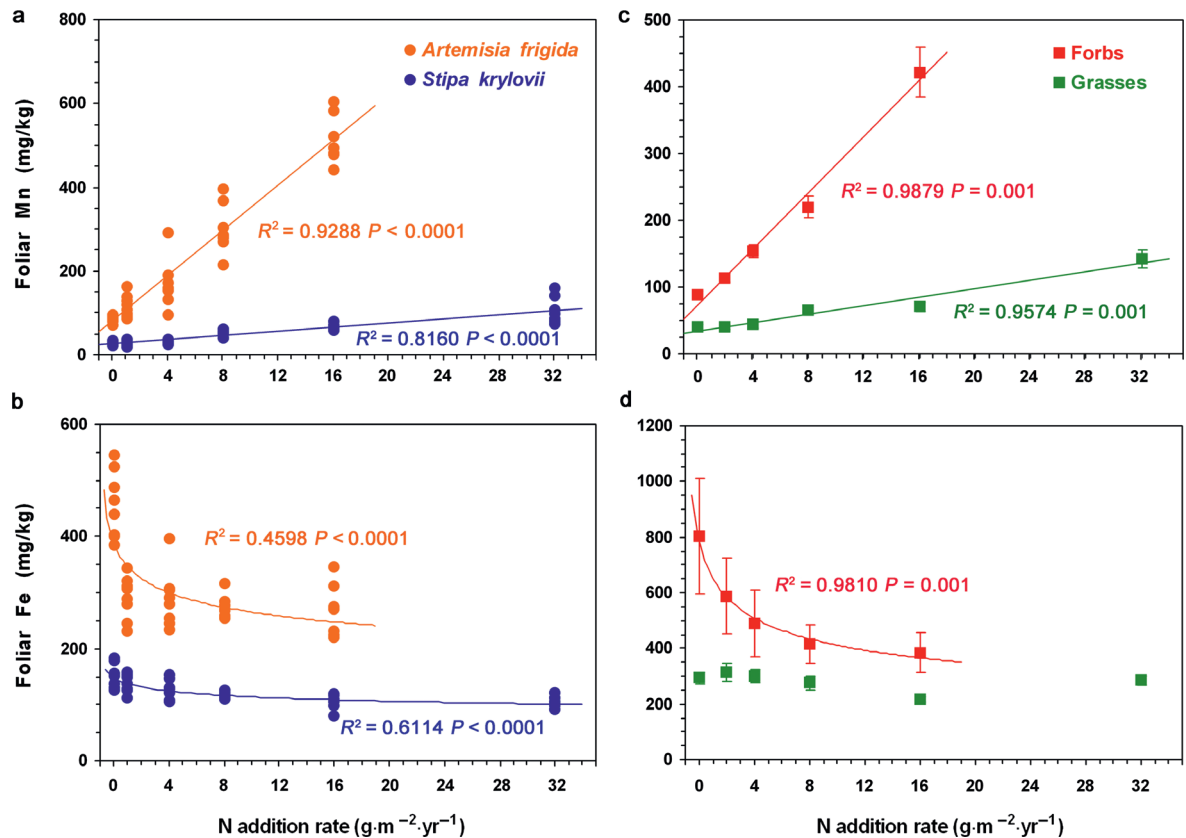 a
800
600
400
200
0
Foliar Mn (mg/kg)
Artemisia frigida
Stipa krylovii
R² = 0.9288 P < 0.0001
R² = 0.8160 P < 0.0001
0 4 8 12 16 20 24 28 32
c
500
450
400
350
300
250
200
150
100
50
0
Forbs
Grasses
R² = 0.9879 P = 0.001
R² = 0.9574 P = 0.001
0 4 8 12 16 20 24 28 32
b
600
400
200
0
Foliar Fe (mg/kg)
R² = 0.4598 P < 0.0001
R² = 0.6114 P < 0.0001
0 4 8 12 16 20 24 28 32
N addition rate (g·m⁻²·yr⁻¹)
d
1200
1000
800
600
400
200
0
R² = 0.9810 P = 0.001
0 4 8 12 16 20 24 28 32
N addition rate (g·m⁻²·yr⁻¹)